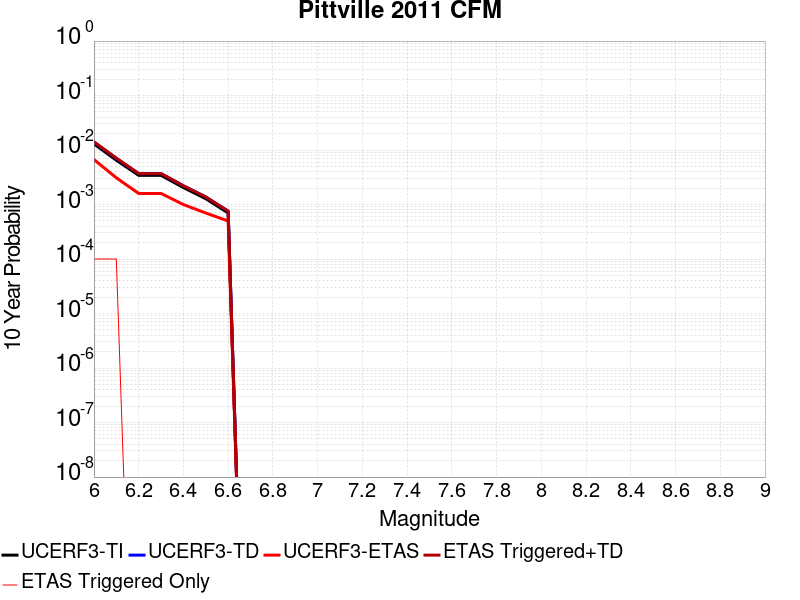 Pittville 2011 CFM
10 Year Probability
10^0
10^-1
10^-2
10^-3
10^-4
10^-5
10^-6
10^-7
10^-8
6 6.2 6.4 6.6 6.8 7 7.2 7.4 7.6 7.8 8 8.2 8.4 8.6 8.8 9
Magnitude
UCERF3-TI UCERF3-TD UCERF3-ETAS ETAS Triggered+TD
ETAS Triggered Only